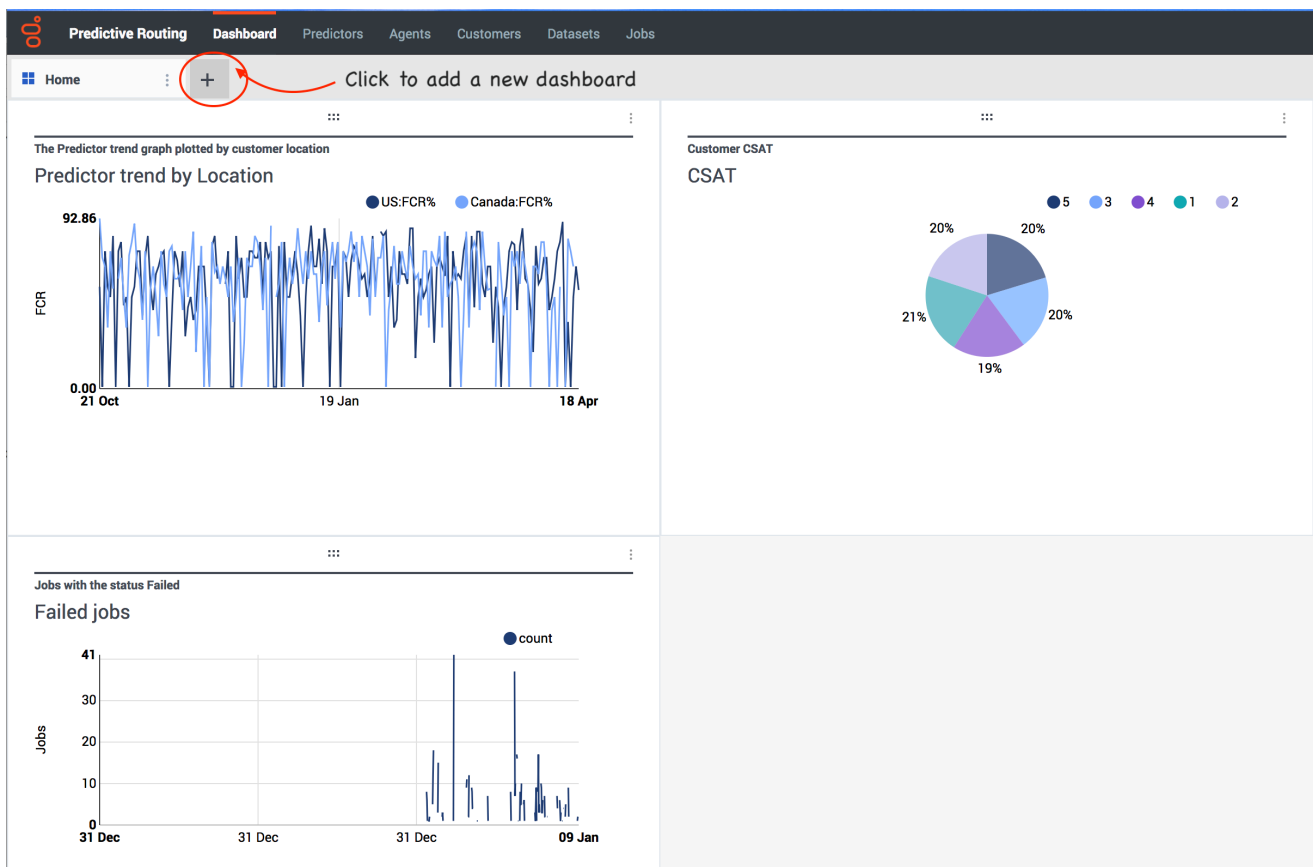 Predictive Routing Dashboard Predictors Agents Customers Datasets Jobs
Home + Click to add a new dashboard
The Predictor trend graph plotted by customer location
Predictor trend by Location
US:FCR% Canada:FCR%
92.86
FCR
0.00
21 Oct 19 Jan 18 Apr
Customer CSAT
CSAT
5 3 4 1 2
20% 20%
21% 20%
19%
Jobs with the status Failed
Failed jobs
count
41
30
20
Jobs
10
0
31 Dec 31 Dec 31 Dec 09 Jan